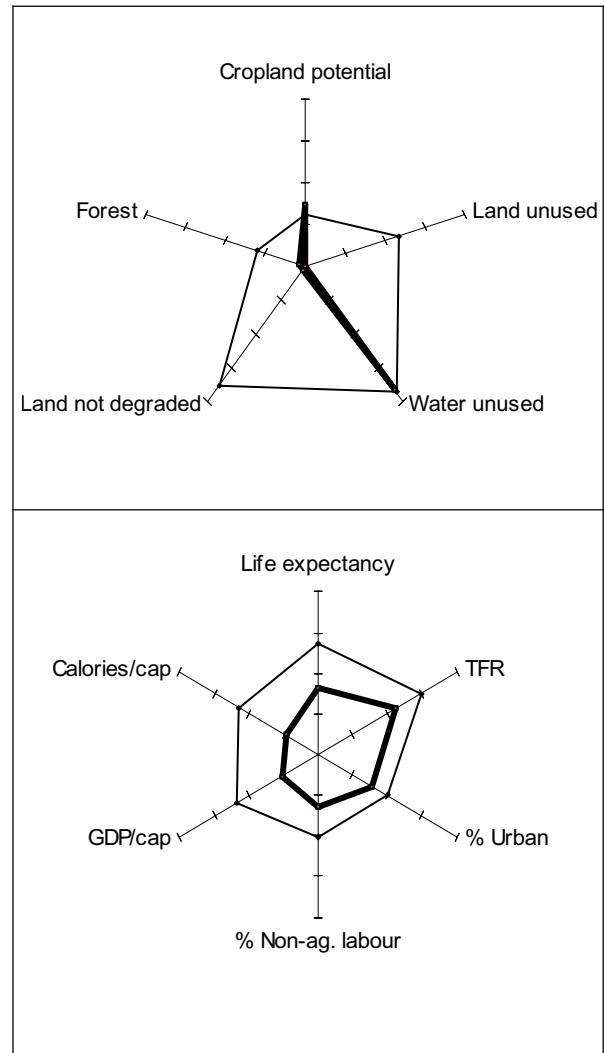 Cropland potential
Forest
Land unused
Land not degraded
Water unused
Life expectancy
Calories/cap
TFR
GDP/cap
% Urban
% Non-ag. labour